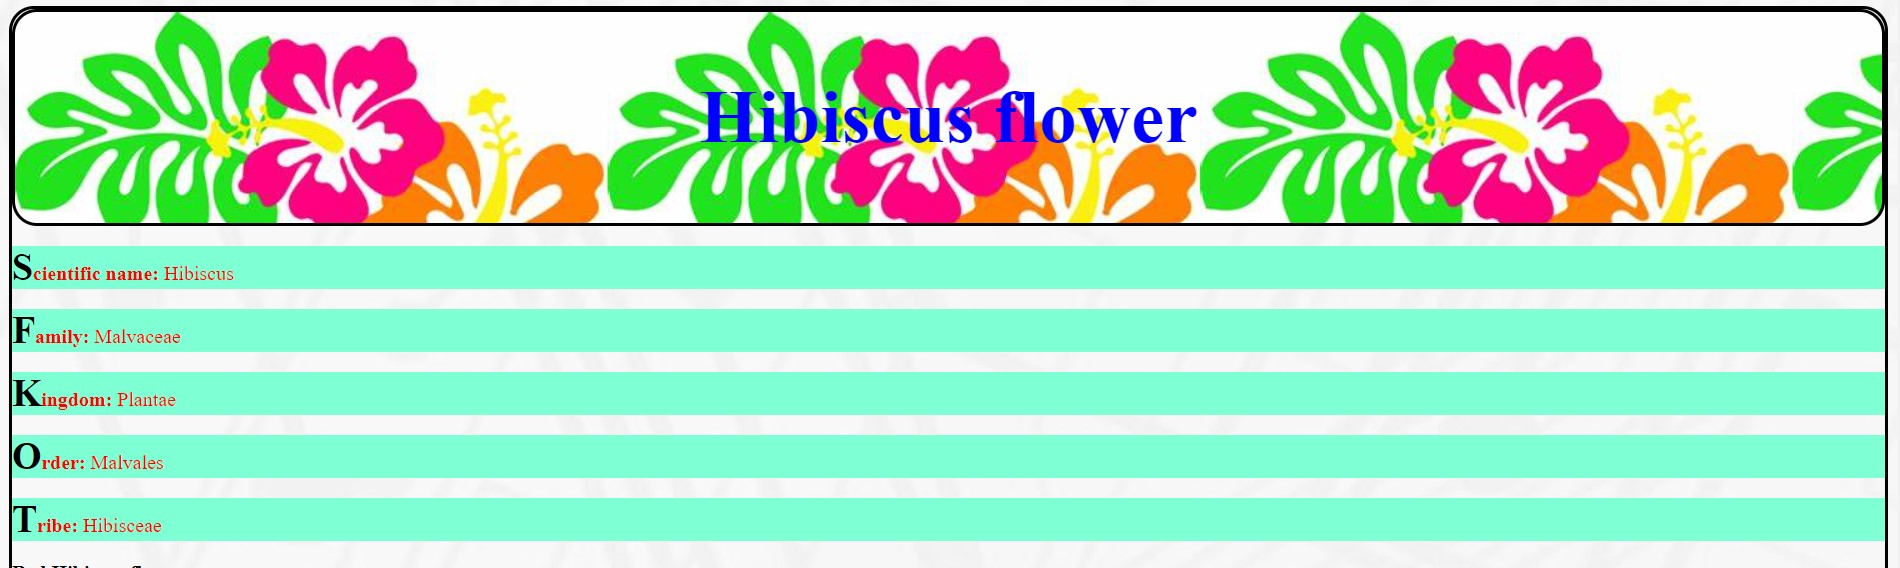 Hibiscus flower
Scientific name: Hibiscus
Family: Malvaceae
Kingdom: Plantae
Order: Malvales
Tribe: Hibisceae